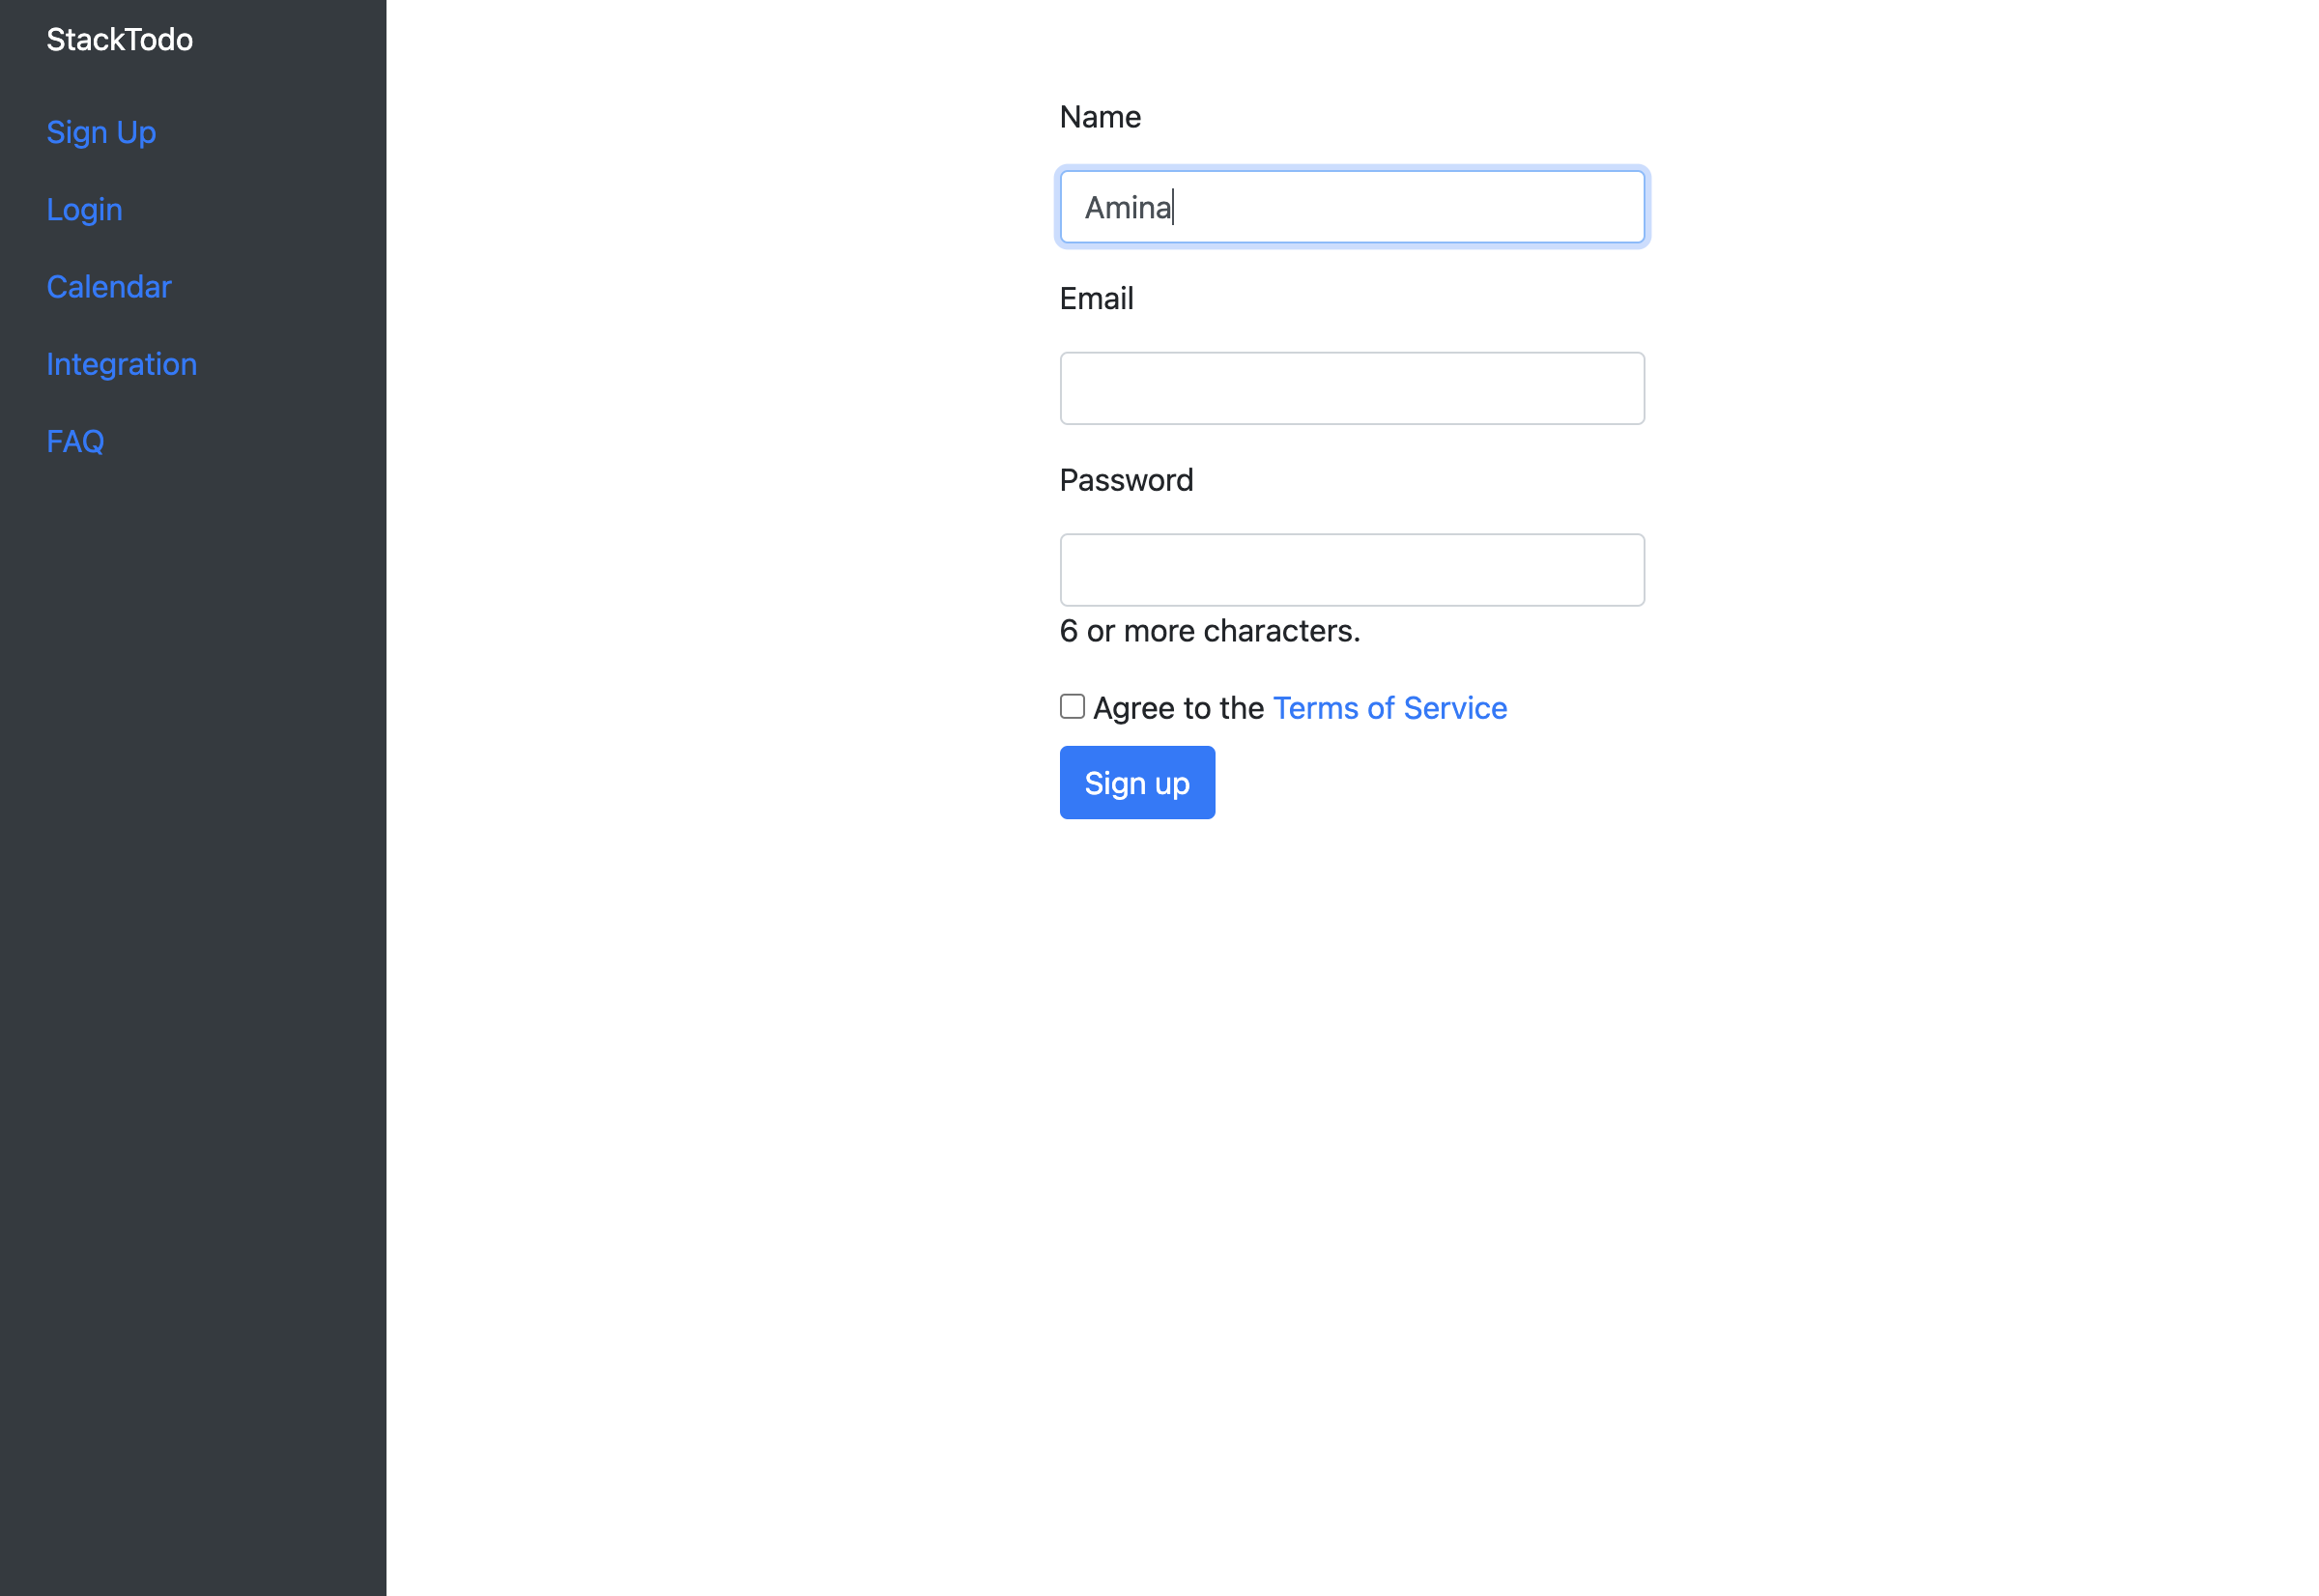 StackTodo
Sign Up
Login
Calendar
Integration
FAQ
Name
Amina
Email
Password
6 or more characters.
Agree to the Terms of Service
Sign up